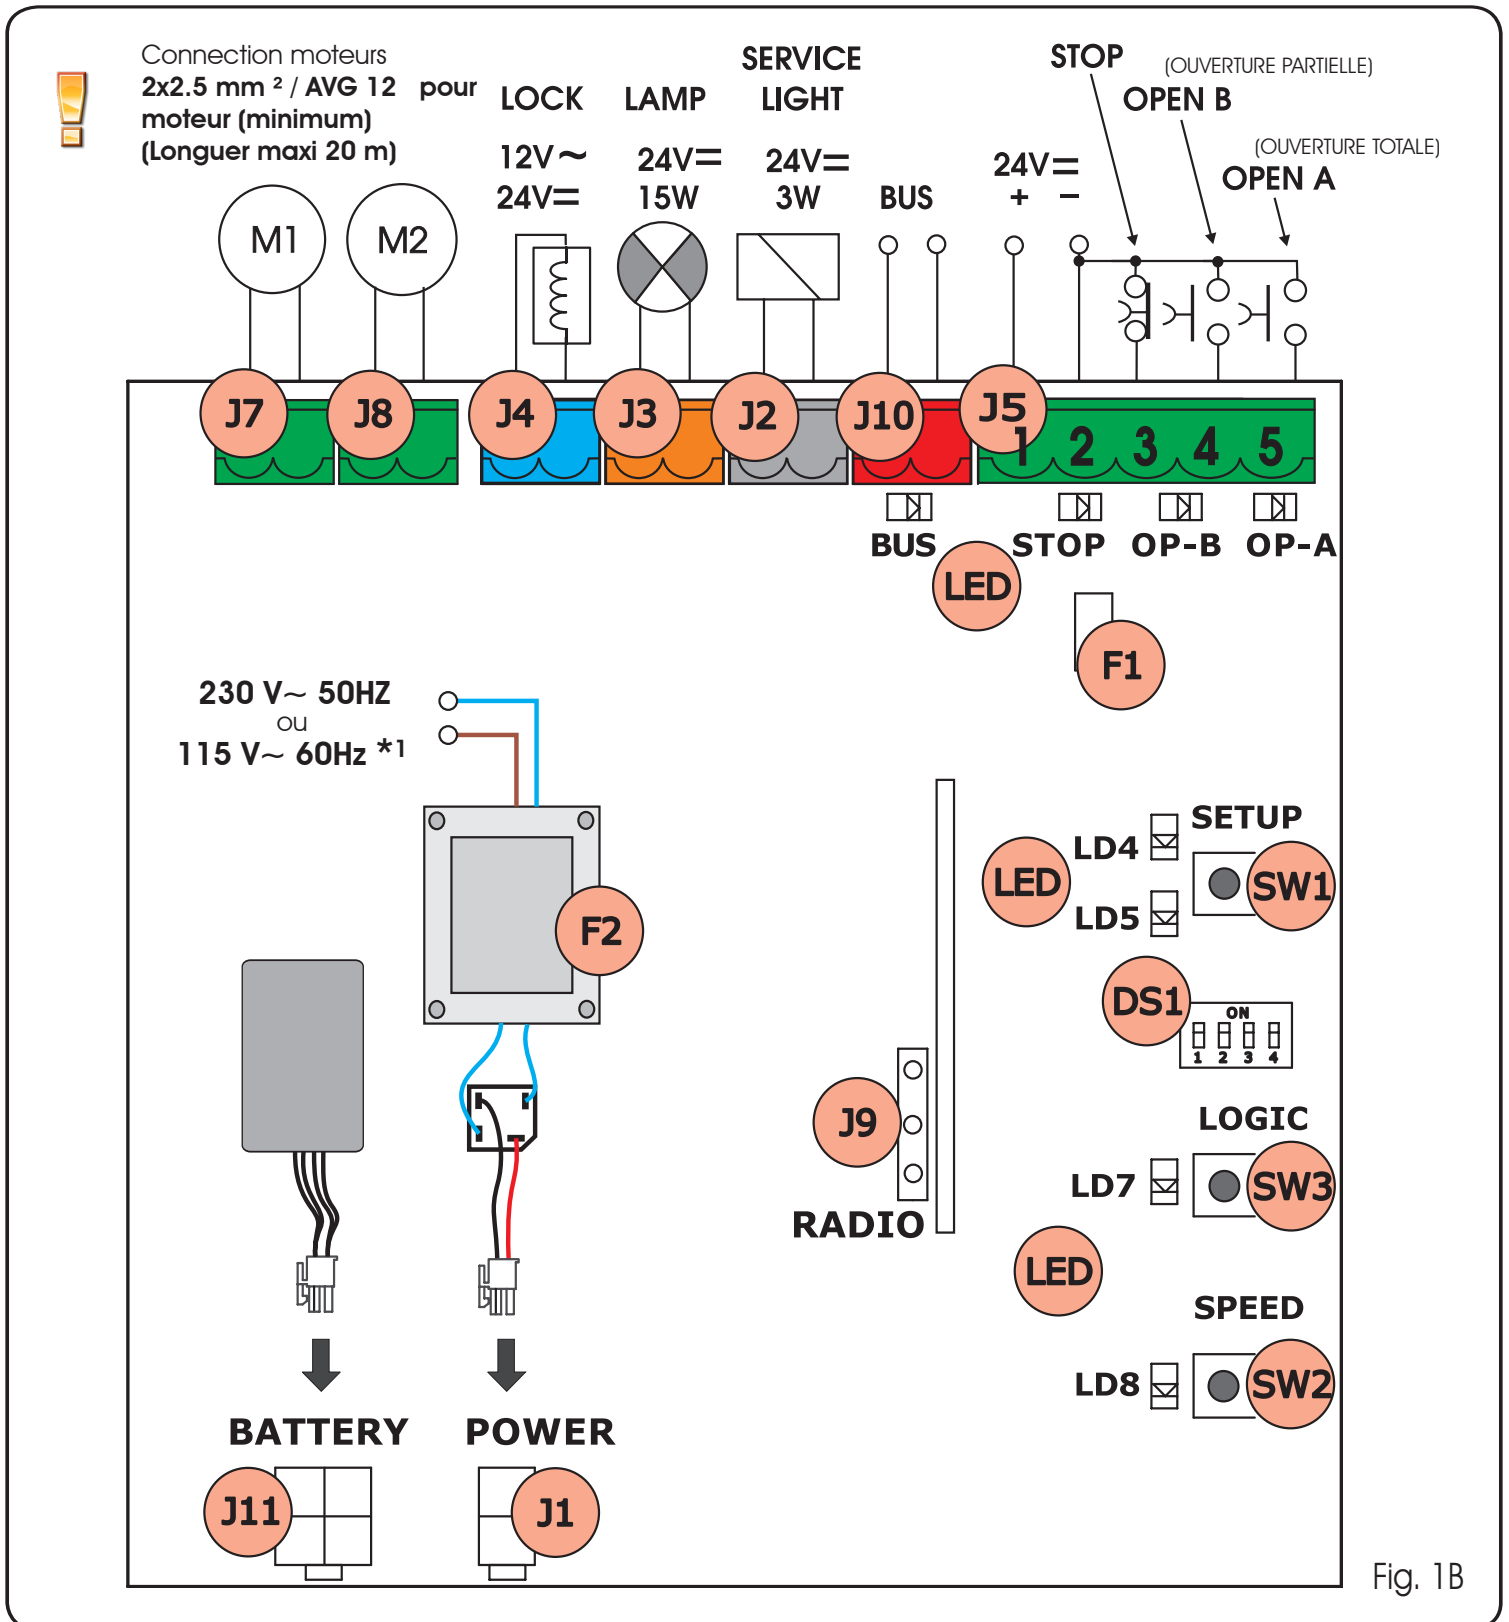 Connection moteurs
2x2.5 mm ² / AVG 12 pour
moteur (minimum)
(Longuer maxi 20 m)
LOCK
12V~
24V=
LAMP
24V=
15W
SERVICE
LIGHT
24V=
3W
BUS
24V=
+ −
STOP
(OUVERTURE PARTIELLE)
OPEN B
(OUVERTURE TOTALE)
OPEN A
M1 M2
J7 J8 J4 J3 J2 J10 J5
1 2 3 4 5
BUS STOP OP-B OP-A
LED
F1
230 V~ 50HZ
ou
115 V~ 60Hz *1
F2
SETUP
LD4
LED
SW1
LD5
DS1
ON
1 2 3 4
J9
RADIO
LOGIC
LD7
SW3
LED
SPEED
LD8
SW2
BATTERY POWER
J11 J1
Fig. 1B